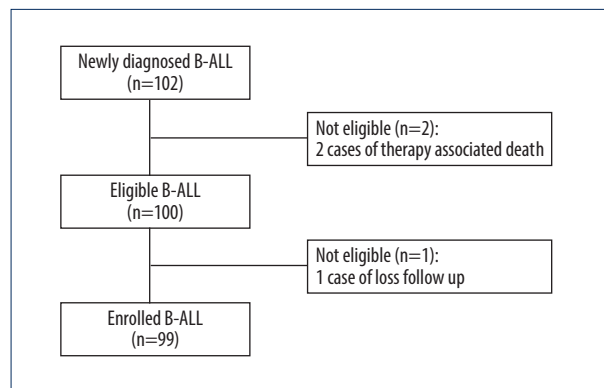 Newly diagnosed B-ALL
(n=102)
Not eligible (n=2):
2 cases of therapy associated death
Eligible B-ALL
(n=100)
Not eligible (n=1):
1 case of loss follow up
Enrolled B-ALL
(n=99)